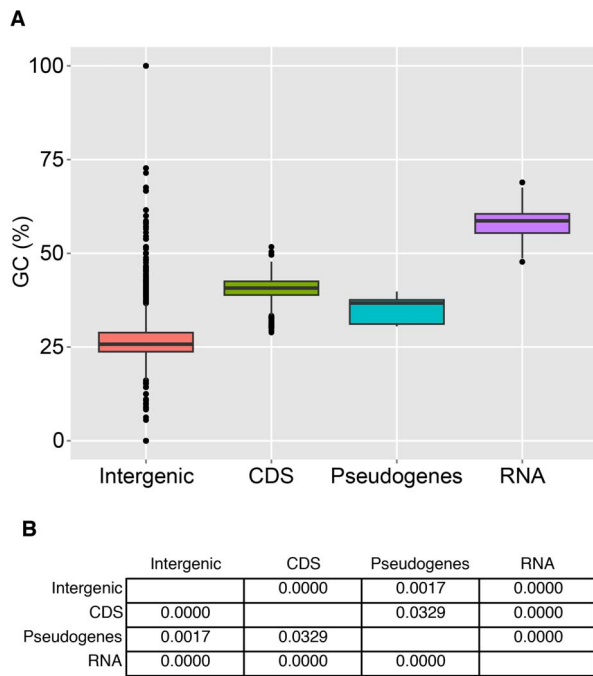 A
100
75
50
25
0
GC (%)
Intergenic CDS Pseudogenes RNA
B
Intergenic CDS Pseudogenes RNA
Intergenic 0.0000 0.0017 0.0000
CDS 0.0000 0.0329 0.0000
Pseudogenes 0.0017 0.0329 0.0000
RNA 0.0000 0.0000 0.0000